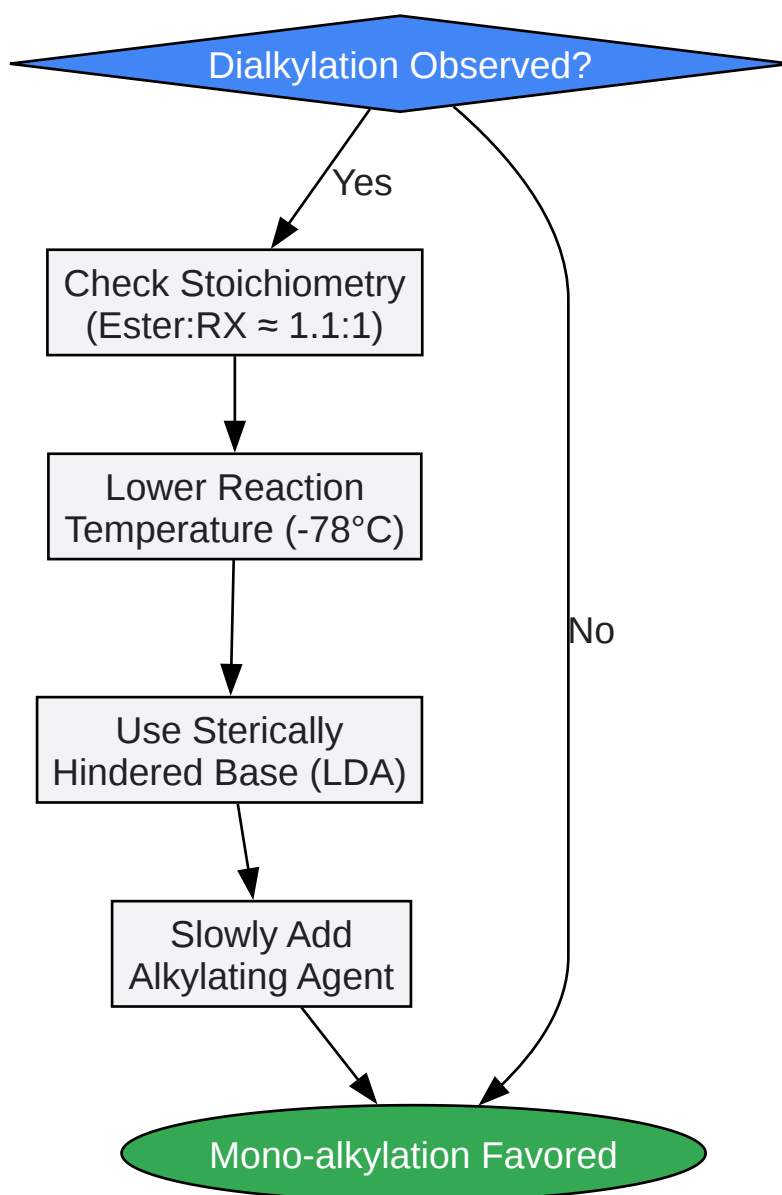 Dialkylation Observed?
Yes
Check Stoichiometry
(Ester:RX ≈ 1.1:1)
Lower Reaction
Temperature (-78°C)
No
Use Sterically
Hindered Base (LDA)
Slowly Add
Alkylating Agent
Mono-alkylation Favored